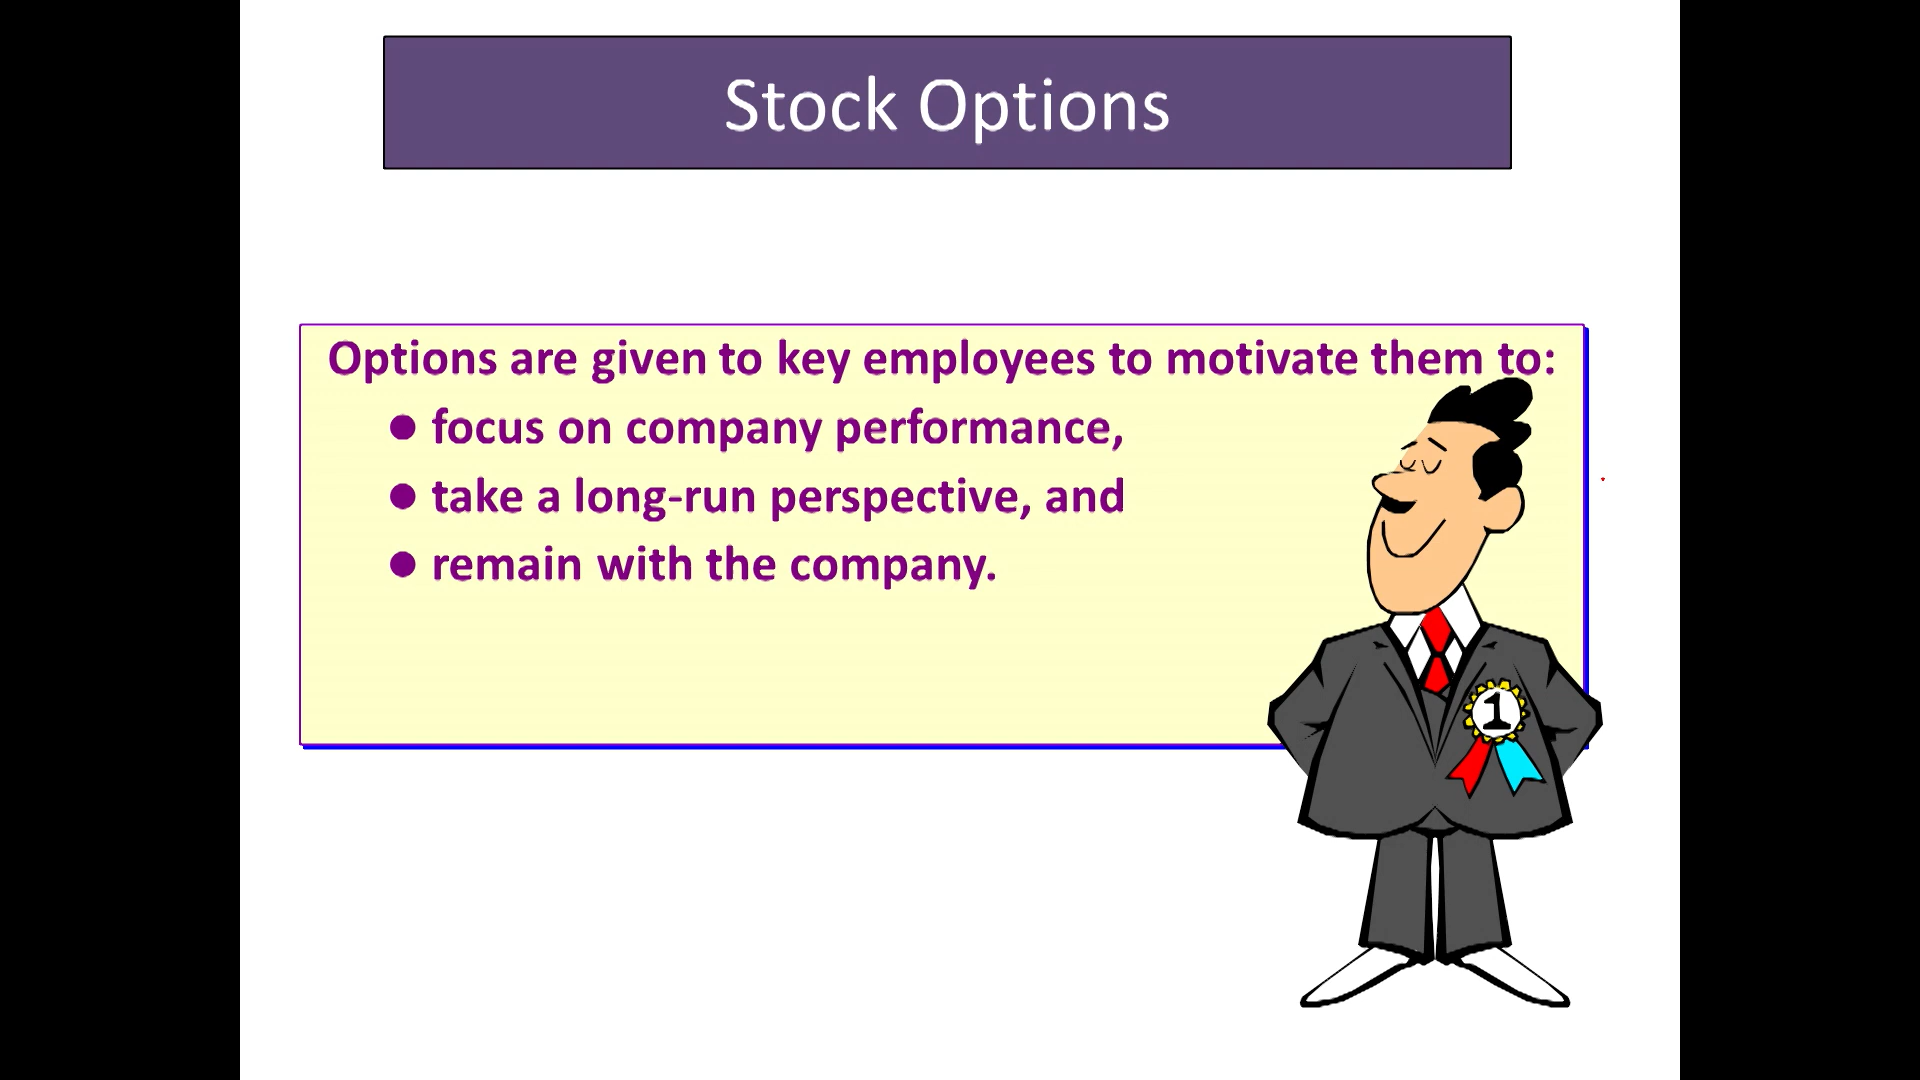 Stock Options
Options are given to key employees to motivate them to:
● focus on company performance,
● take a long-run perspective, and
● remain with the company.
1